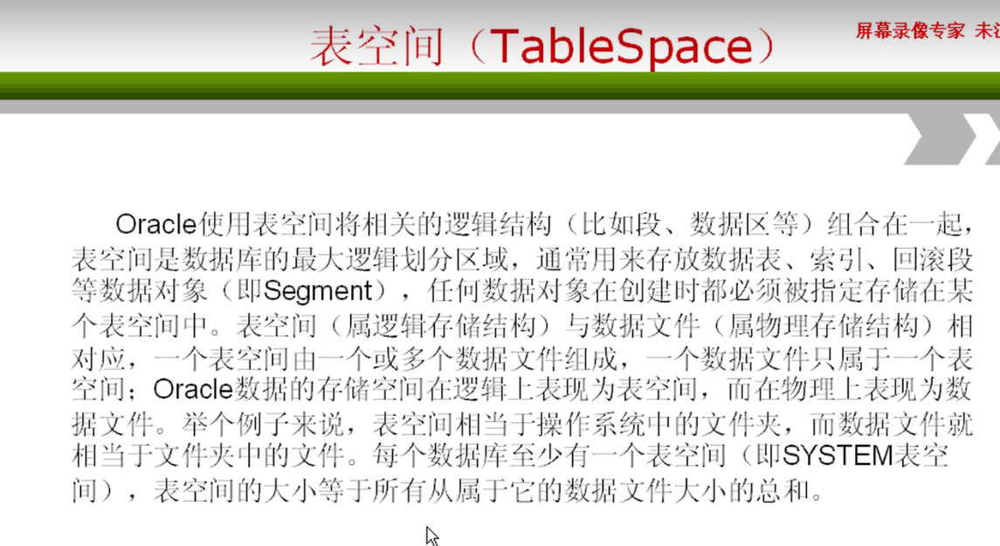 表空间（TableSpace）
屏幕录像专家 未
Oracle使用表空间将相关的逻辑结构（比如段、数据区等）组合在一起，
表空间是数据库的最大逻辑划分区域，通常用来存放数据表、索引、回滚段
等数据对象（即Segment），任何数据对象在创建时都必须被指定存储在某
个表空间中。表空间（属逻辑存储结构）与数据文件（属物理存储结构）相
对应，一个表空间由一个或多个数据文件组成，一个数据文件只属于一个表
空间；Oracle数据的存储空间在逻辑上表现为表空间，而在物理上表现为数
据文件。举个例子来说，表空间相当于操作系统中的文件夹，而数据文件就
相当于文件夹中的文件。每个数据库至少有一个表空间（即SYSTEM表空
间），表空间的大小等于所有从属于它的数据文件大小的总和。